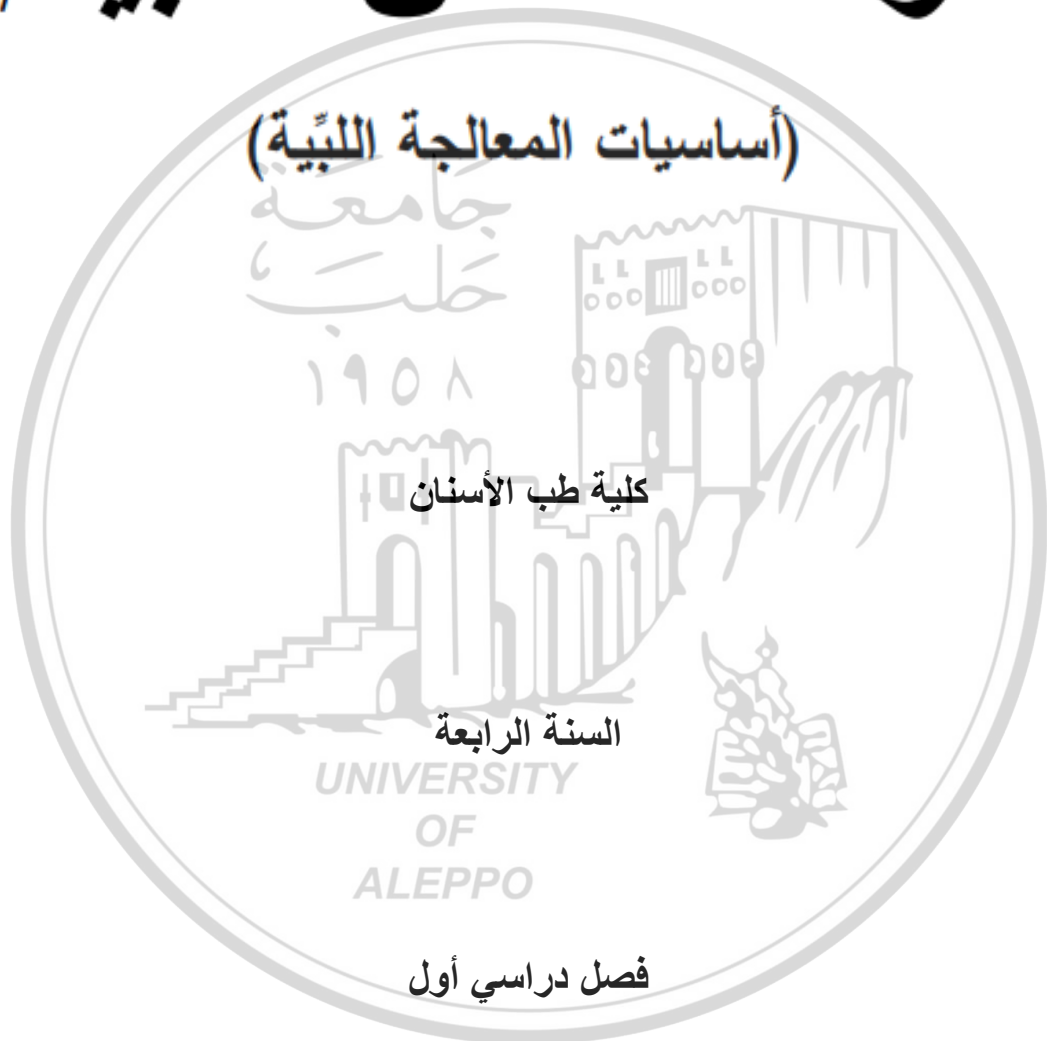 (أساسيات المعالجة اللبِّية)
جامعة
حلب
١٩٥٨
كلية طب الأسنان
السنة الرابعة
UNIVERSITY
OF
ALEPPO
فصل دراسي أول